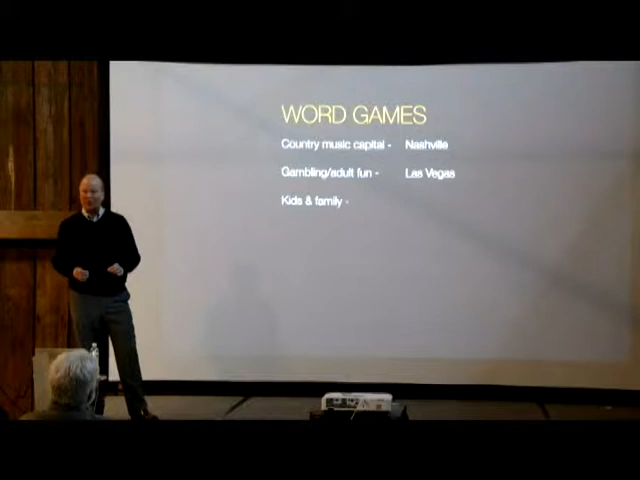 WORD GAMES
Country music capital - Nashville
Gambling/adult fun - Las Vegas
Kids & family -